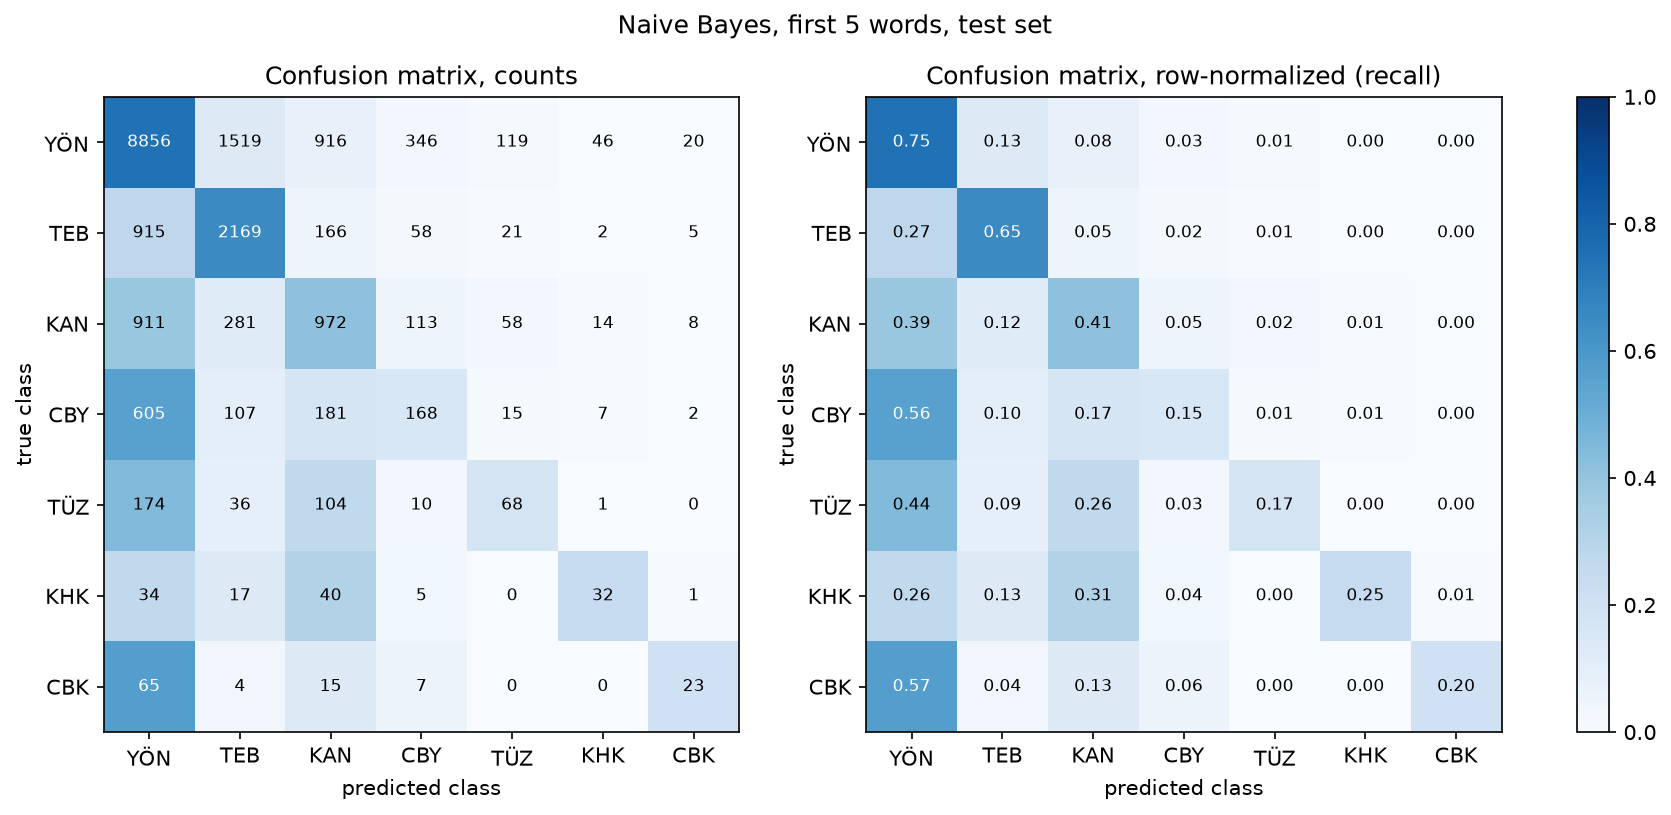 Naive Bayes, first 5 words, test set
Confusion matrix, counts
true class
YÖN 8856 1519 916 346 119 46 20
TEB 915 2169 166 58 21 2 5
KAN 911 281 972 113 58 14 8
CBY 605 107 181 168 15 7 2
TÜZ 174 36 104 10 68 1 0
KHK 34 17 40 5 0 32 1
CBK 65 4 15 7 0 0 23
YÖN TEB KAN CBY TÜZ KHK CBK
predicted class
Confusion matrix, row-normalized (recall)
true class
YÖN 0.75 0.13 0.08 0.03 0.01 0.00 0.00
TEB 0.27 0.65 0.05 0.02 0.01 0.00 0.00
KAN 0.39 0.12 0.41 0.05 0.02 0.01 0.00
CBY 0.56 0.10 0.17 0.15 0.01 0.01 0.00
TÜZ 0.44 0.09 0.26 0.03 0.17 0.00 0.00
KHK 0.26 0.13 0.31 0.04 0.00 0.25 0.01
CBK 0.57 0.04 0.13 0.06 0.00 0.00 0.20
YÖN TEB KAN CBY TÜZ KHK CBK
predicted class
1.0
0.8
0.6
0.4
0.2
0.0